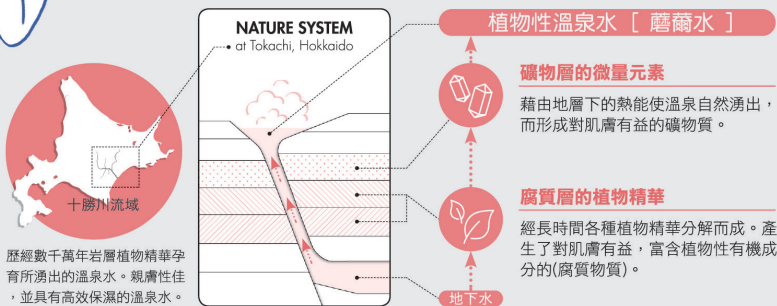 NATURE SYSTEM
at Tokachi, Hokkaido
十勝川流域
歷經數千萬年岩層植物精華孕
育所湧出的溫泉水。親膚性佳
，並具有高效保濕的溫泉水。
植物性溫泉水［蘑薾水］
礦物層的微量元素
藉由地層下的熱能使溫泉自然湧出，
而形成對肌膚有益的礦物質。
腐質層的植物精華
經長時間各種植物精華分解而成。產
生了對肌膚有益，富含植物性有機成
分的(腐質物質)。
地下水